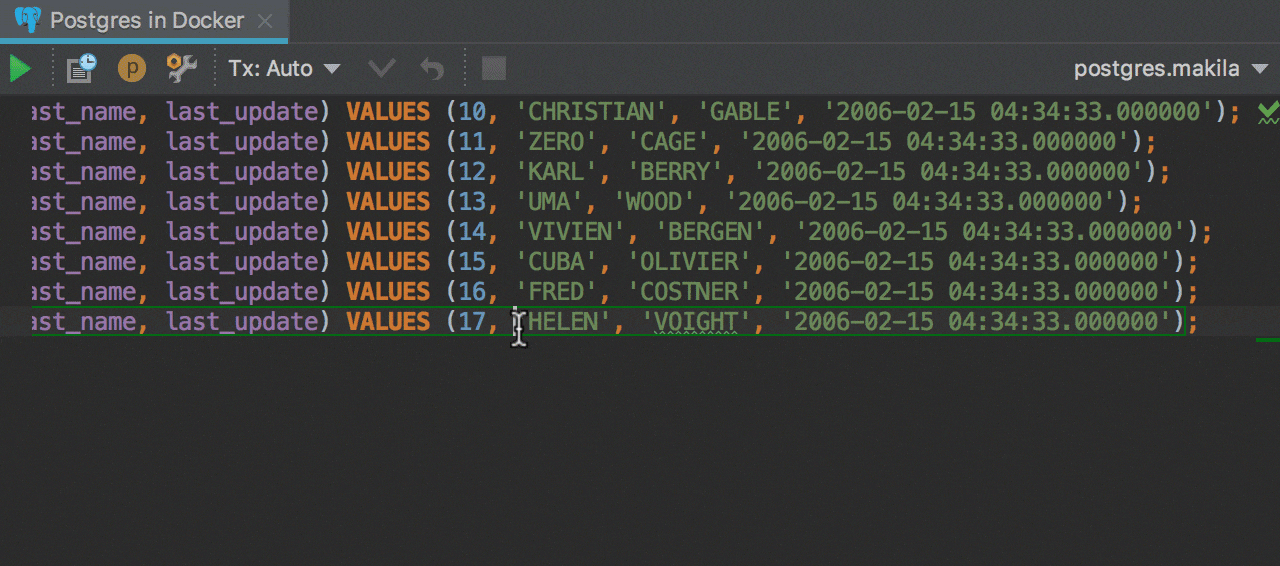 Postgres in Docker
p
Tx: Auto
postgres.makila
ast_name, last_update) VALUES (10, 'CHRISTIAN', 'GABLE', '2006-02-15 04:34:33.000000');
ast_name, last_update) VALUES (11, 'ZERO', 'CAGE', '2006-02-15 04:34:33.000000');
ast_name, last_update) VALUES (12, 'KARL', 'BERRY', '2006-02-15 04:34:33.000000');
ast_name, last_update) VALUES (13, 'UMA', 'WOOD', '2006-02-15 04:34:33.000000');
ast_name, last_update) VALUES (14, 'VIVIEN', 'BERGEN', '2006-02-15 04:34:33.000000');
ast_name, last_update) VALUES (15, 'CUBA', 'OLIVIER', '2006-02-15 04:34:33.000000');
ast_name, last_update) VALUES (16, 'FRED', 'COSTNER', '2006-02-15 04:34:33.000000');
ast_name, last_update) VALUES (17, 'HELEN', 'VOIGHT', '2006-02-15 04:34:33.000000');